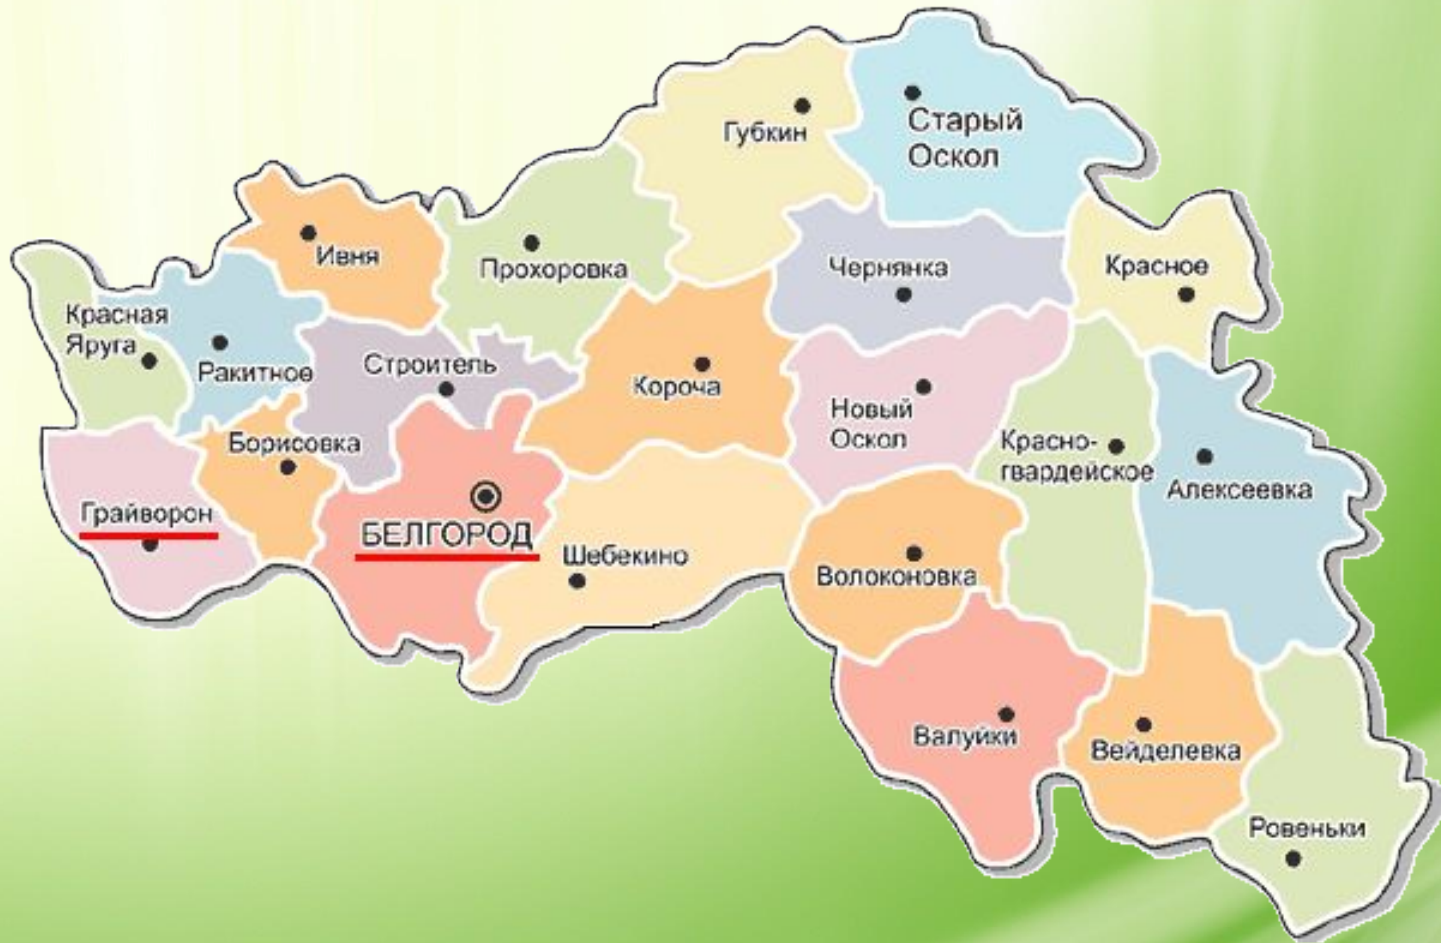 Губкин
Старый
Оскол
Ивня
Прохоровка
Чернянка
Красное
Красная
Яруга
Ракитное
Строитель
Короча
Новый
Оскол
Красно-
гвардейское
Алексеевка
Борисовка
Грайворон
БЕЛГОРОД
Шебекино
Волоконовка
Валуйки
Вейделевка
Ровеньки